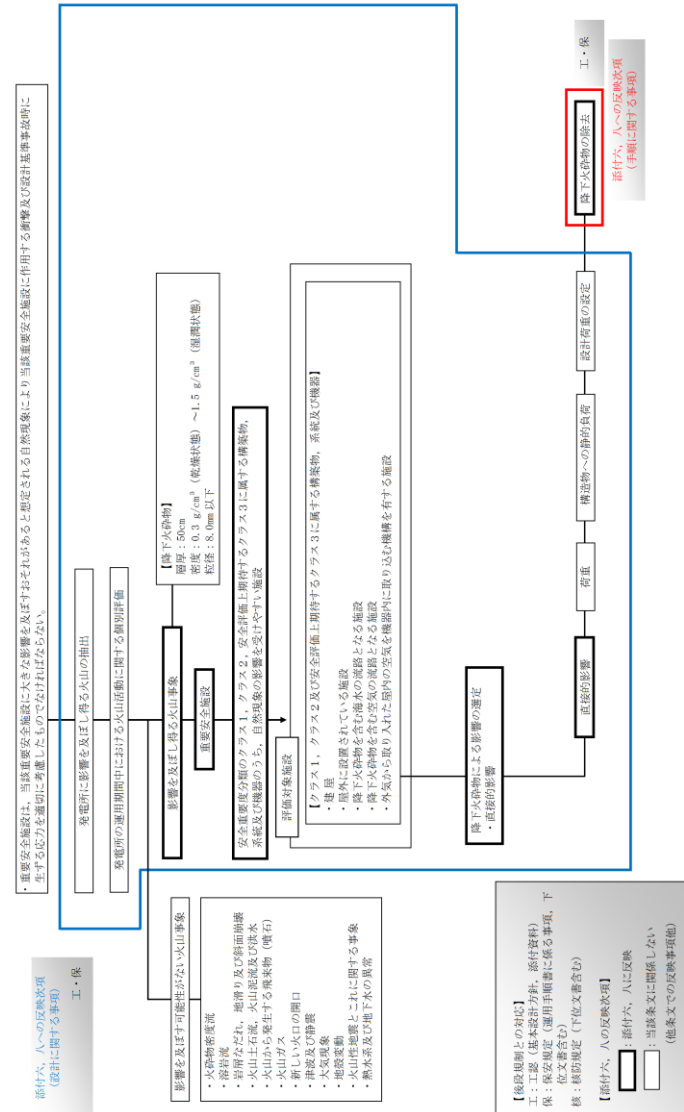 ・重要安全施設は、当該重要安全施設に大きな影響を及ぼすおそれがあると想定される自然現象により当該重要安全施設に作用する衝撃及び設計基準事故時に
生ずる応力を適切に考慮したものでなければならない。
添付六，八への反映次項
（設計に関する事項）
工・保
発電所に影響を及ぼし得る火山の抽出
発電所の運用期間中における火山活動に関する個別評価
影響を及ぼす可能性がない火山事象
・火砕物密度流
・溶岩流
・岩屑なだれ，地滑り及び斜面崩壊
・火山土石流，火山泥流及び洪水
・火山から発生する飛来物（噴石）
・火山ガス
・新しい火口の開口
・津波及び静震
・大気現象
・地殻変動
・火山性地震とこれに関する事象
・熱水系及び地下水の異常
影響を及ぼし得る火山事象
【降下火砕物】
層厚：50cm
密度：0.3 g/cm³（乾燥状態）～1.5 g/cm³（湿潤状態）
粒径：8.0mm 以下
重要安全施設
安全重要度分類のクラス１，クラス２，安全評価上期待するクラス３に属する構築物，
系統及び機器のうち，自然現象の影響を受けやすい施設
評価対象施設
【クラス１，クラス２及び安全評価上期待するクラス３に属する構築物，系統及び機器】
・建屋
・屋外に設置されている施設
・降下火砕物を含む海水の流路となる施設
・降下火砕物を含む空気の流路となる施設
・外気から取り入れた屋内の空気を機器内に取り込む機構を有する施設
降下火砕物による影響の選定
・直接的影響
直接的影響
荷重
構造物への静的負荷
設計荷重の設定
降下火砕物の除去
工・保
添付六，八への反映次項
（手順に関する事項）
【後段規制との対応】
工：工認（基本設計方針，添付資料）
保：保安規定（運用手順書に係る事項，下
位文書含む）
核：核防規定（下位文書含む）
【添付六，八の反映次項】
：添付六，八に反映
：当該条文に関係しない
（他条文での反映事項他）